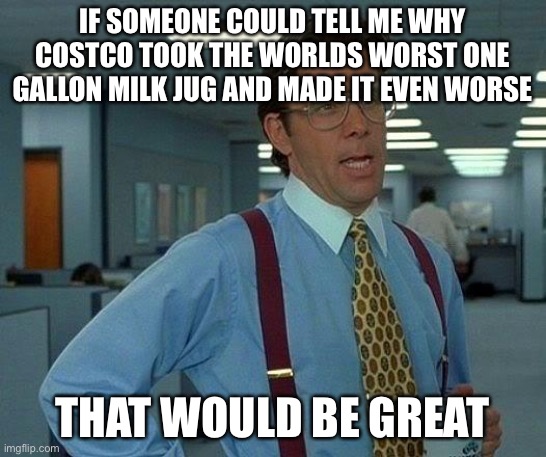 IF SOMEONE COULD TELL ME WHY
COSTCO TOOK THE WORLDS WORST ONE
GALLON MILK JUG AND MADE IT EVEN WORSE
THAT WOULD BE GREAT
imgflip.com